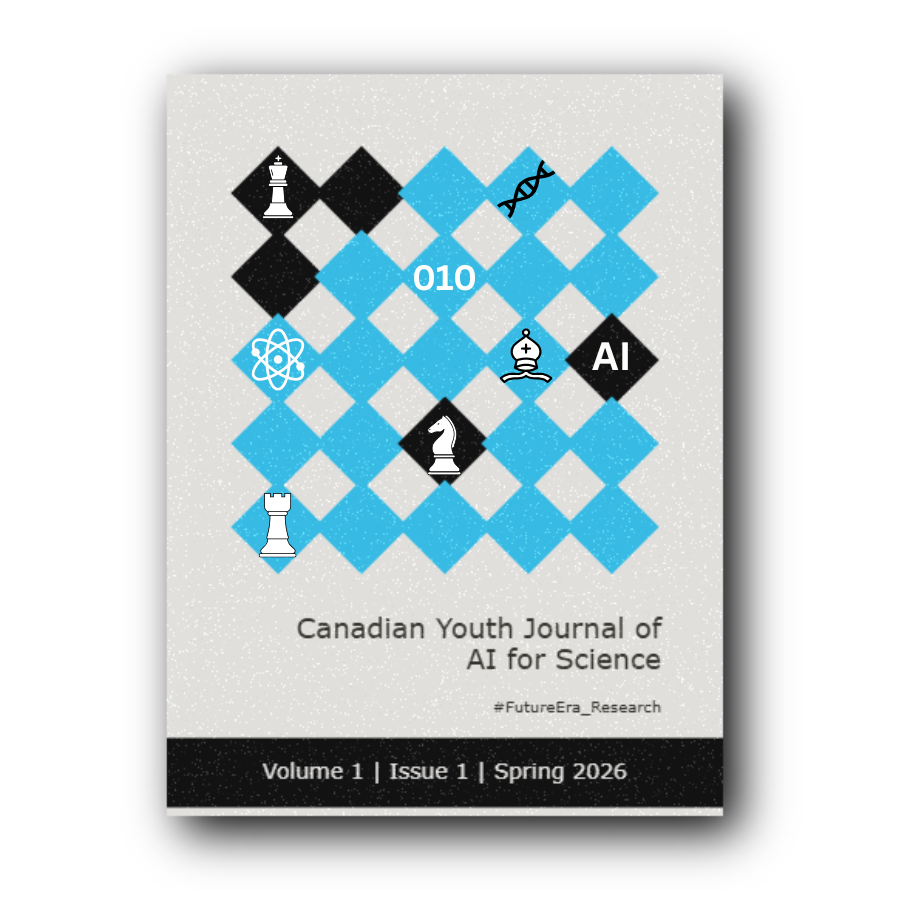 010
AI
Canadian Youth Journal of
AI for Science
#FutureEra_Research
Volume 1 | Issue 1 | Spring 2026